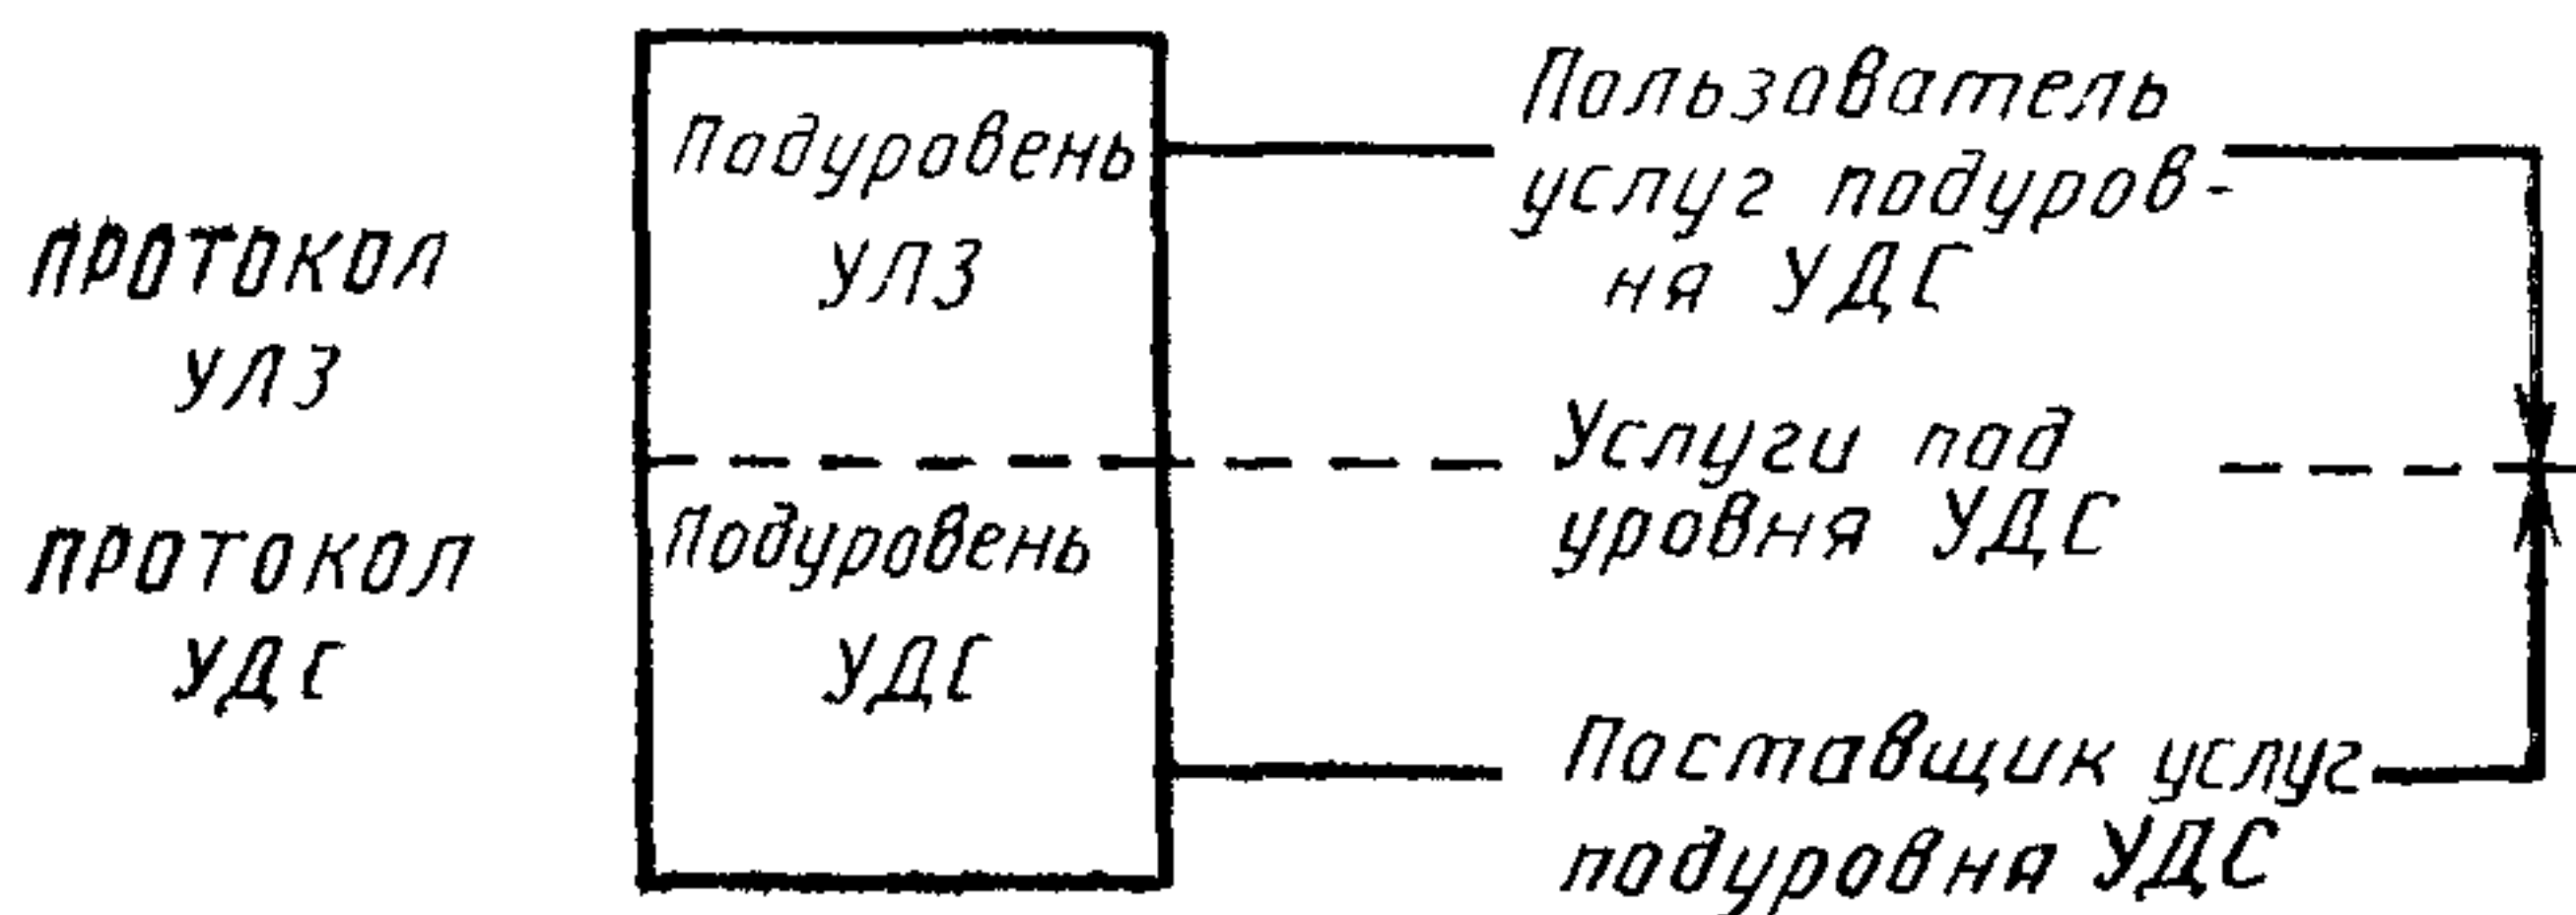 ПРОТОКОЛ
УЛЗ
ПРОТОКОЛ
УДС
Подуровень
УЛЗ
Подуровень
УДС
Пользователь
услуг подуров-
ня УДС
Услуги под
уровня УДС
Поставщик услуг
подуровня УДС